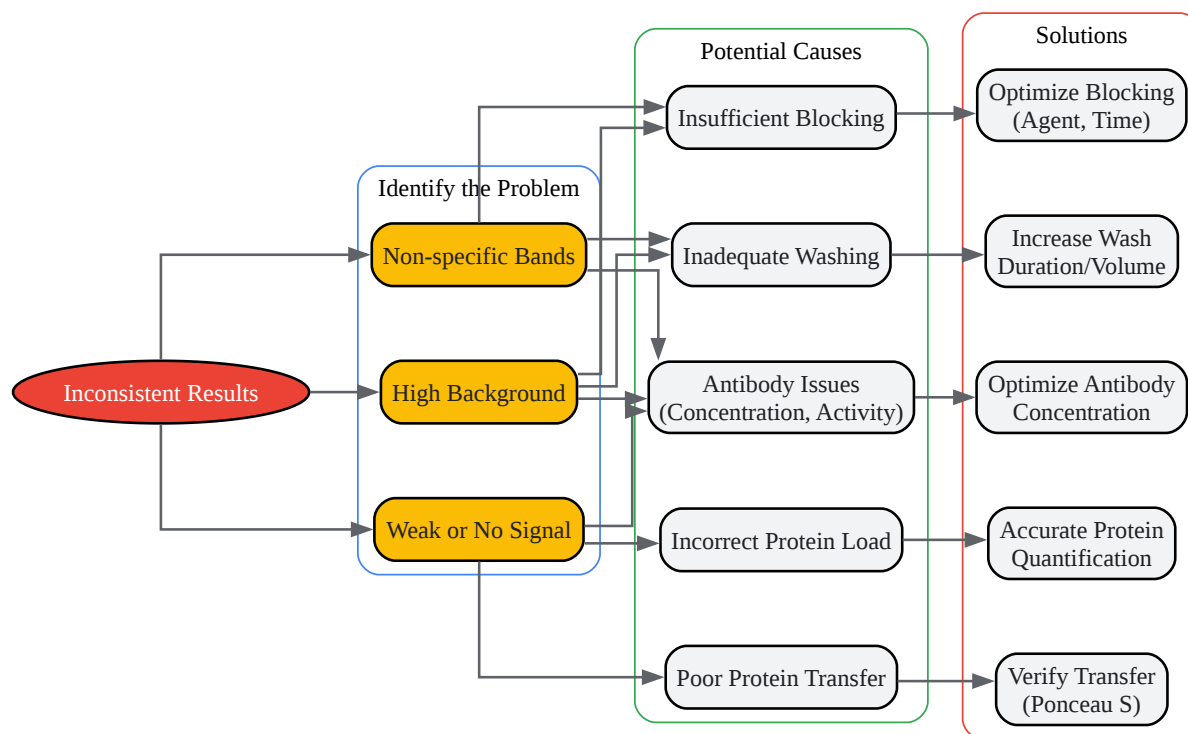 Inconsistent Results
Identify the Problem
Non-specific Bands
High Background
Weak or No Signal
Potential Causes
Insufficient Blocking
Inadequate Washing
Antibody Issues
(Concentration, Activity)
Incorrect Protein Load
Poor Protein Transfer
Solutions
Optimize Blocking
(Agent, Time)
Increase Wash
Duration/Volume
Optimize Antibody
Concentration
Accurate Protein
Quantification
Verify Transfer
(Ponceau S)